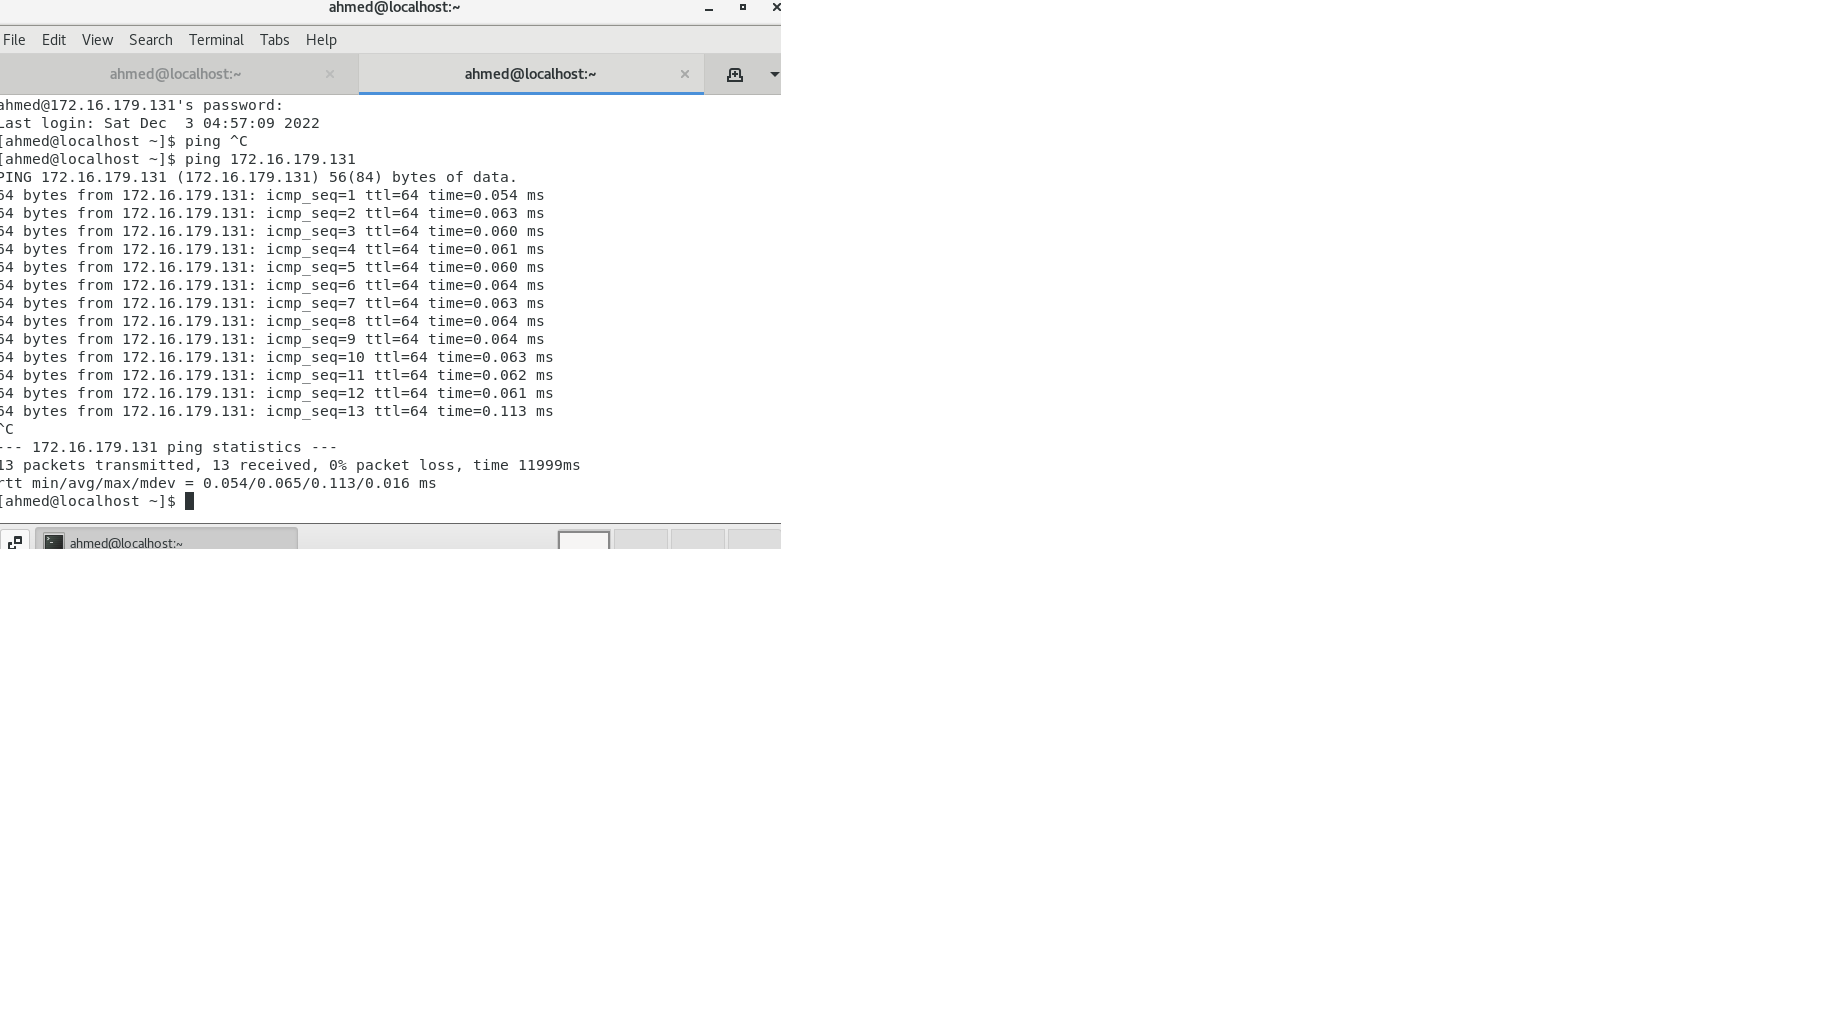 ahmed@localhost:~
File Edit View Search Terminal Tabs Help
ahmed@localhost:~ ahmed@localhost:~
ahmed@172.16.179.131's password:
Last login: Sat Dec  3 04:57:09 2022
[ahmed@localhost ~]$ ping ^C
[ahmed@localhost ~]$ ping 172.16.179.131
PING 172.16.179.131 (172.16.179.131) 56(84) bytes of data.
64 bytes from 172.16.179.131: icmp_seq=1 ttl=64 time=0.054 ms
64 bytes from 172.16.179.131: icmp_seq=2 ttl=64 time=0.063 ms
64 bytes from 172.16.179.131: icmp_seq=3 ttl=64 time=0.060 ms
64 bytes from 172.16.179.131: icmp_seq=4 ttl=64 time=0.061 ms
64 bytes from 172.16.179.131: icmp_seq=5 ttl=64 time=0.060 ms
64 bytes from 172.16.179.131: icmp_seq=6 ttl=64 time=0.064 ms
64 bytes from 172.16.179.131: icmp_seq=7 ttl=64 time=0.063 ms
64 bytes from 172.16.179.131: icmp_seq=8 ttl=64 time=0.064 ms
64 bytes from 172.16.179.131: icmp_seq=9 ttl=64 time=0.064 ms
64 bytes from 172.16.179.131: icmp_seq=10 ttl=64 time=0.063 ms
64 bytes from 172.16.179.131: icmp_seq=11 ttl=64 time=0.062 ms
64 bytes from 172.16.179.131: icmp_seq=12 ttl=64 time=0.061 ms
64 bytes from 172.16.179.131: icmp_seq=13 ttl=64 time=0.113 ms
^C
--- 172.16.179.131 ping statistics ---
13 packets transmitted, 13 received, 0% packet loss, time 11999ms
rtt min/avg/max/mdev = 0.054/0.065/0.113/0.016 ms
[ahmed@localhost ~]$
ahmed@localhost:~